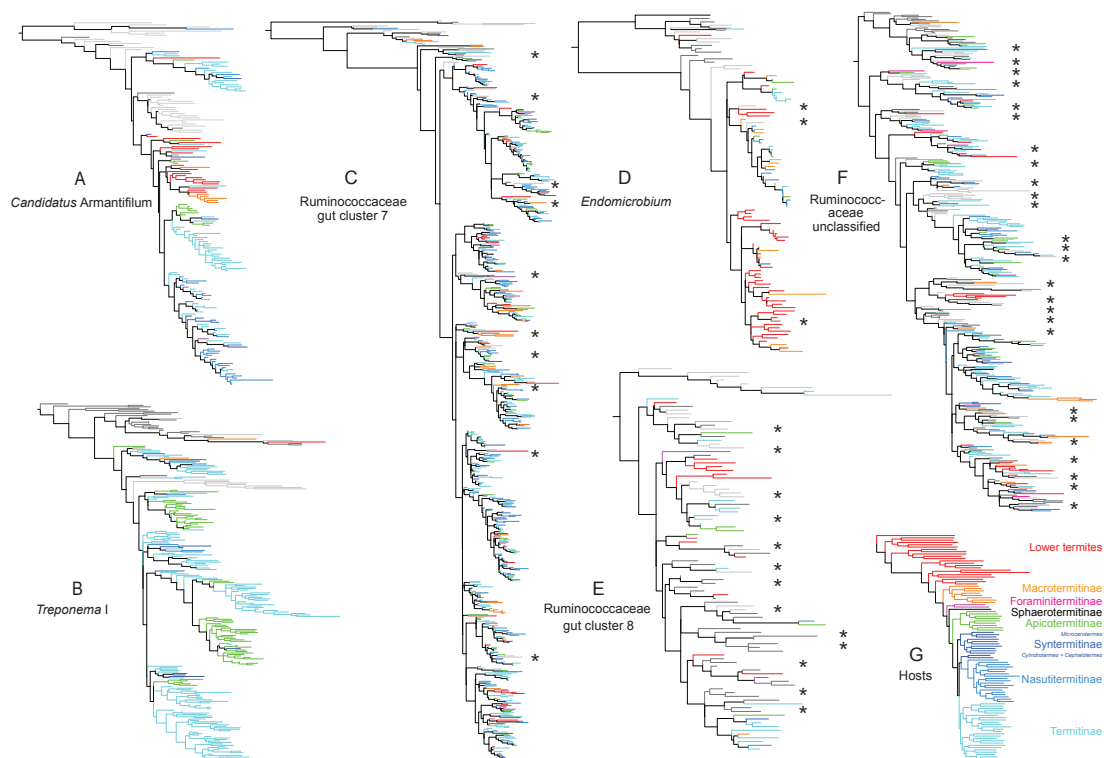 A
Candidatus Armantifilum
B
Treponema I
C
Ruminococcaceae
gut cluster 7
D
Endomicrobium
E
Ruminococcaceae
gut cluster 8
F
Ruminococc-
aceae
unclassified
G
Hosts
Lower termites
Macrotermitinae
Foraminitermitinae
Sphaerotermitinae
Apicotermitinae
Microcerotermes
Syntermitinae
Cylindrotermes + Cephalotermes
Nasutitermitinae
Termitinae